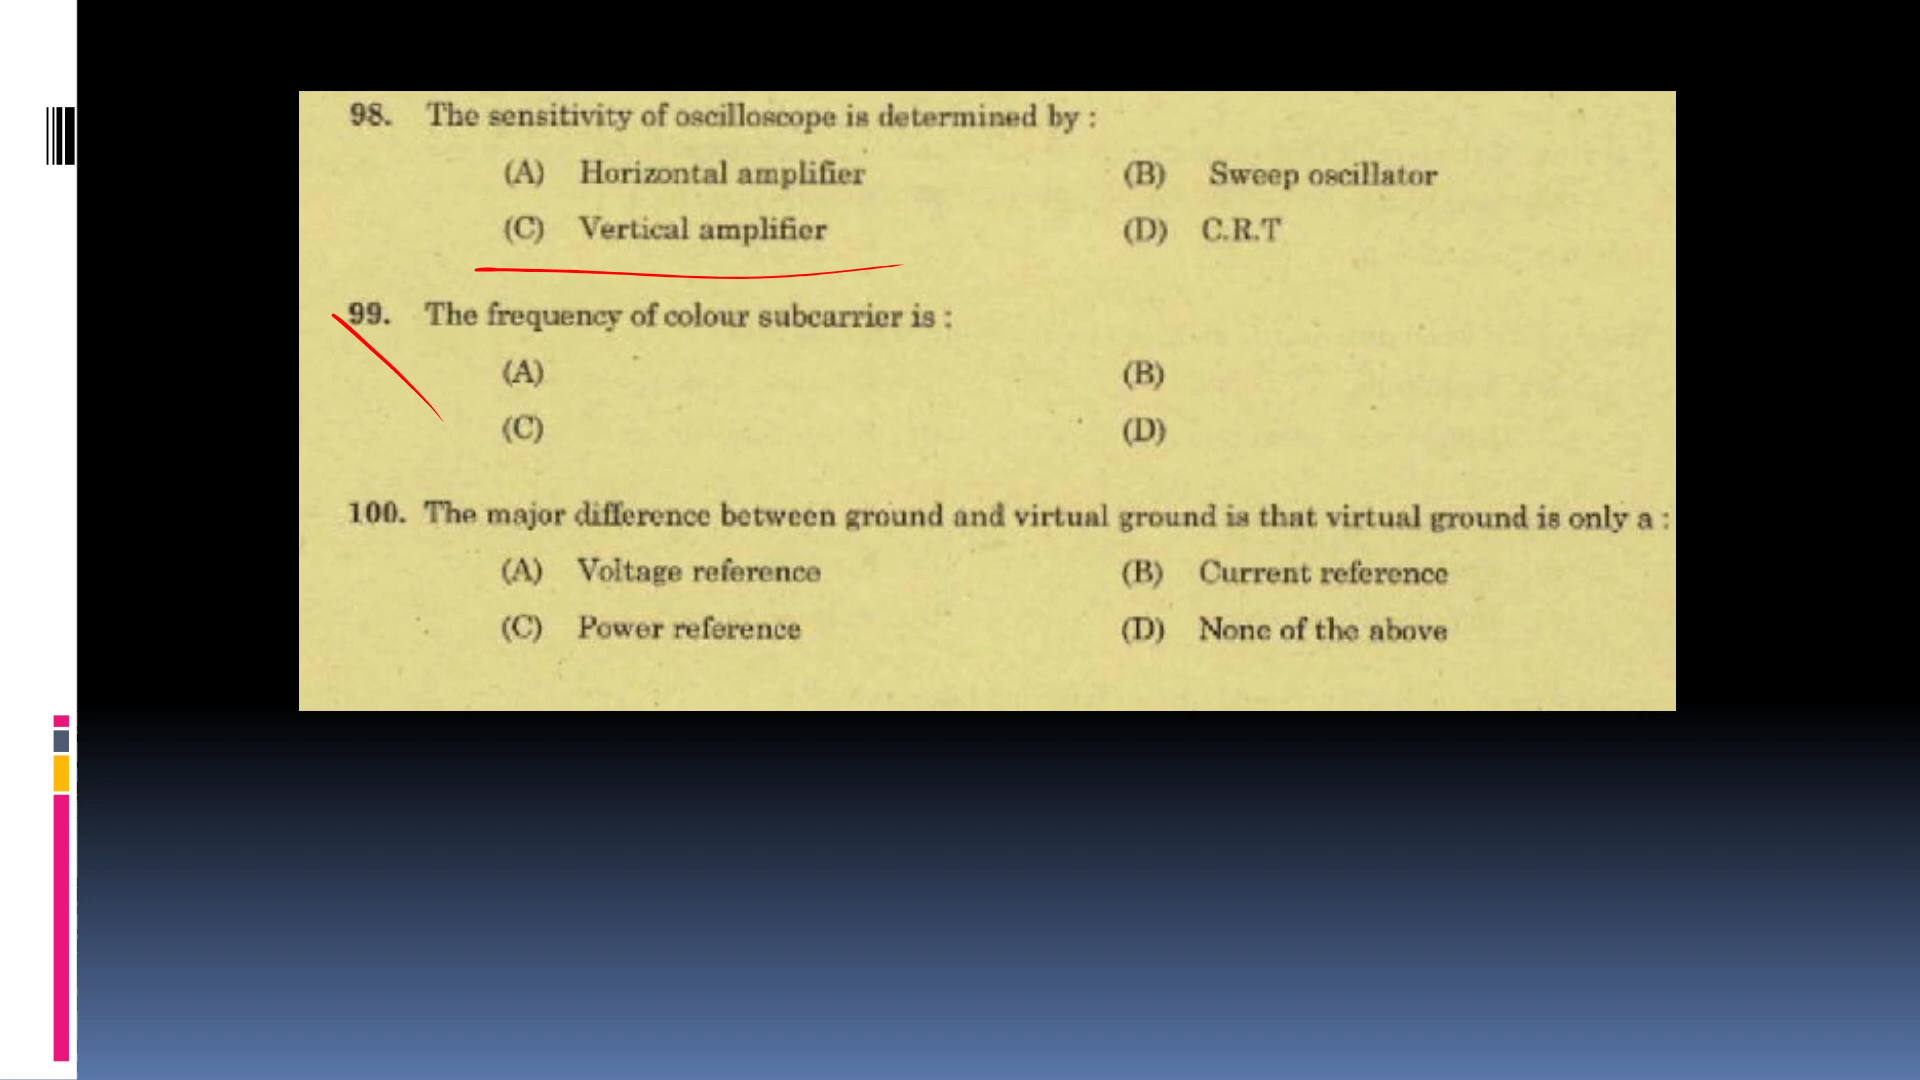 98. The sensitivity of oscilloscope is determined by :
(A) Horizontal amplifier (B) Sweep oscillator
(C) Vertical amplifier (D) C.R.T
99. The frequency of colour subcarrier is :
(A) (B)
(C) (D)
100. The major difference between ground and virtual ground is that virtual ground is only a :
(A) Voltage reference (B) Current reference
(C) Power reference (D) None of the above